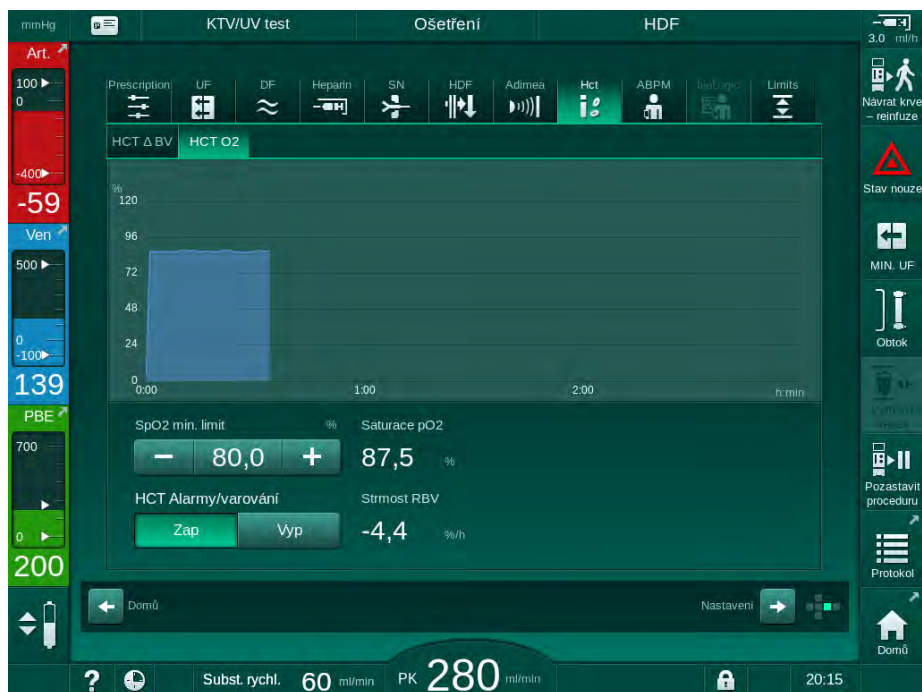 mmHg
KTV/UV test
Ošetření
HDF
3.0 ml/h
Art.
100
0
-400
-59
Ven
500
0
-100
139
PBE
700
0
200
Prescription
UF
DF
Heparin
SN
HDF
Adimea
Hct
ABPM
bioLogic
Limits
HCT Δ BV
HCT O2
%
120
96
72
48
24
0
0:00
1:00
2:00
h:min
SpO2 min. limit
%
Saturace pO2
80,0
87,5
%
HCT Alarmy/varování
Strmost RBV
Zap
Vyp
-4,4
%/h
Domů
Nastavení
Návrat krve
– reinfuze
Stav nouze
MIN. UF
Obtok
Pozastavit
proceduru
Protokol
Domů
?
Subst. rychl.
60 ml/min
PK 280 ml/min
20:15